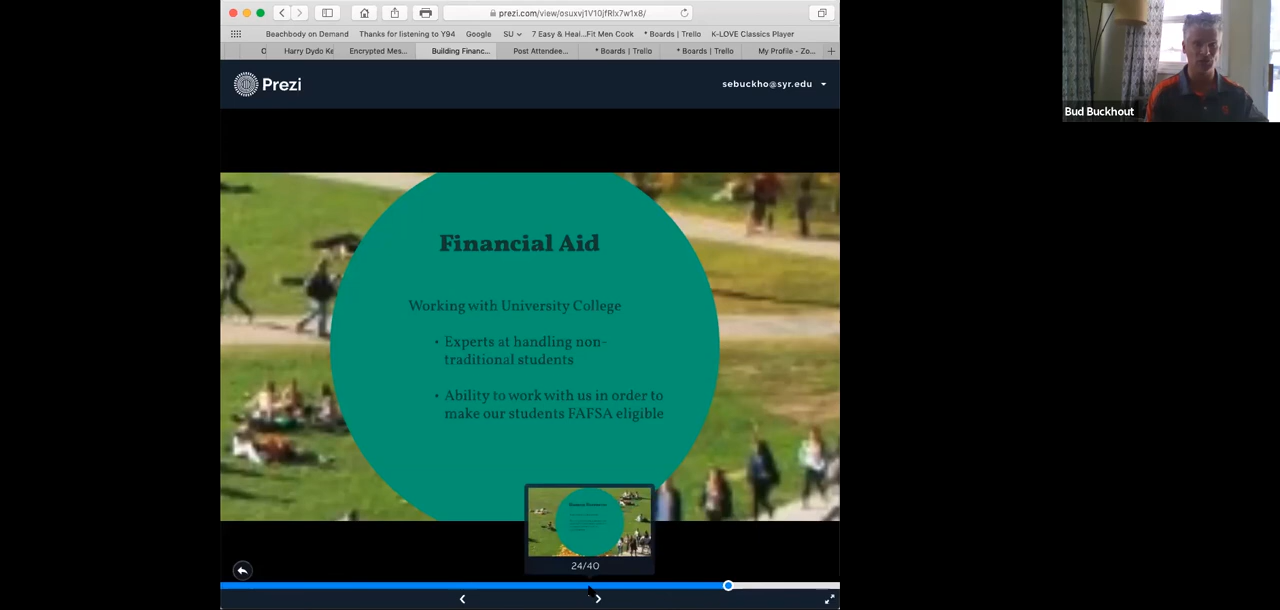 prezi.com/view/osuxvj1V10jfRlx7w1x8/
Beachbody on Demand Thanks for listening to Y94 Google SU 7 Easy & Heal...Fit Men Cook * Boards | Trello K-LOVE Classics Player
Harry Dydo Ke Encrypted Mes... Building Financ... Post Attendee... * Boards | Trello * Boards | Trello My Profile - Zo...
Prezi
sebuckho@syr.edu
Bud Buckhout
Financial Aid
Working with University College
• Experts at handling non-
traditional students
• Ability to work with us in order to
make our students FAFSA eligible
24/40